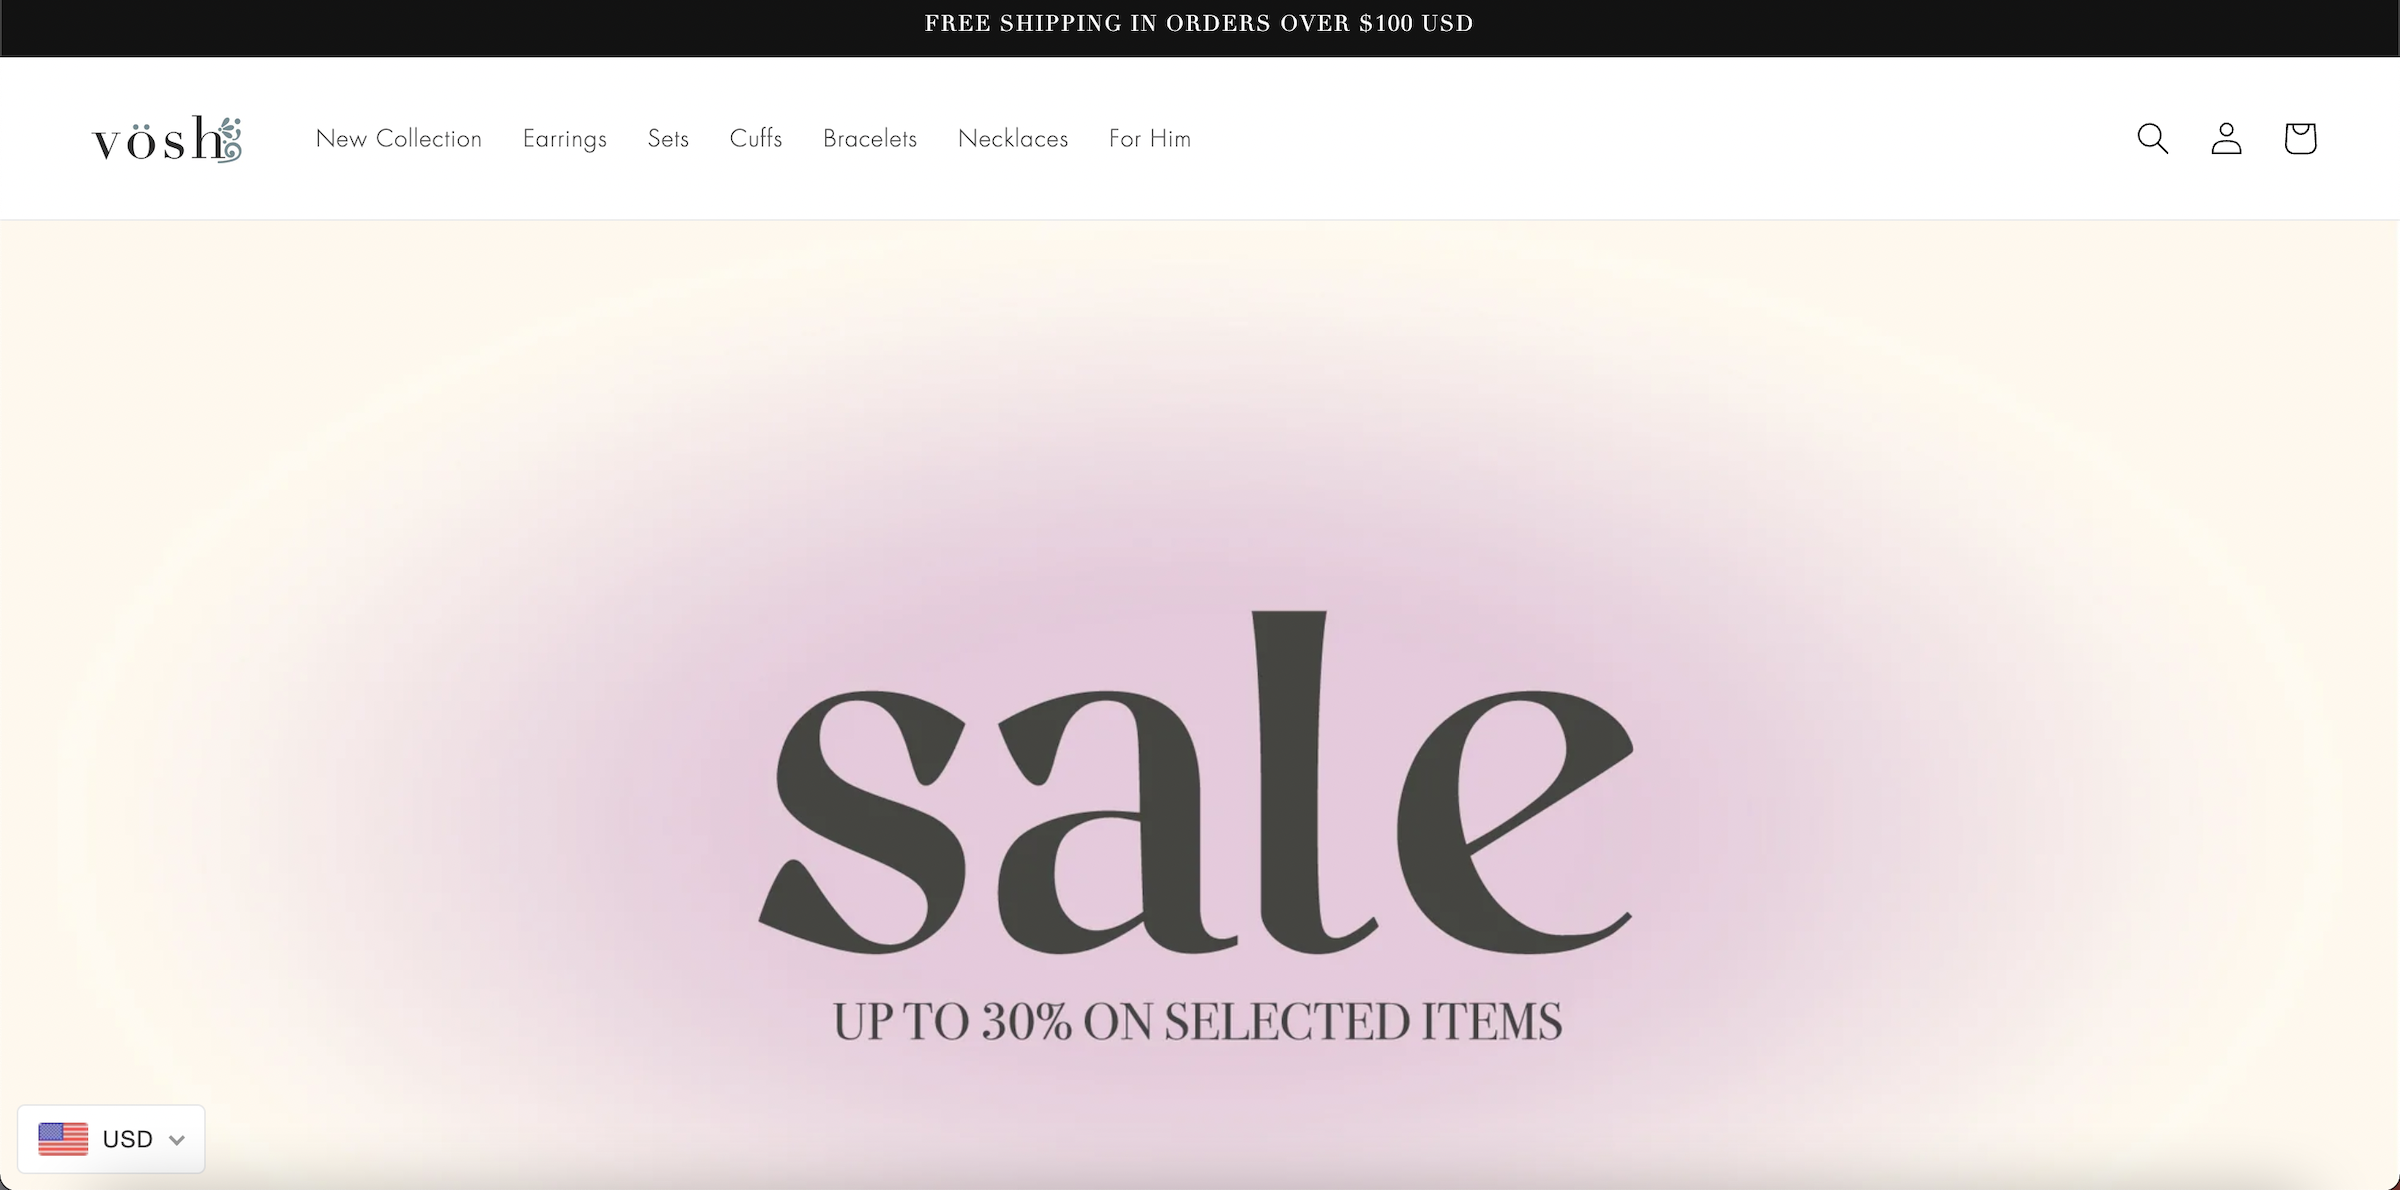 FREE SHIPPING IN ORDERS OVER $100 USD
vösh
New Collection Earrings Sets Cuffs Bracelets Necklaces For Him
sale
UP TO 30% ON SELECTED ITEMS
USD